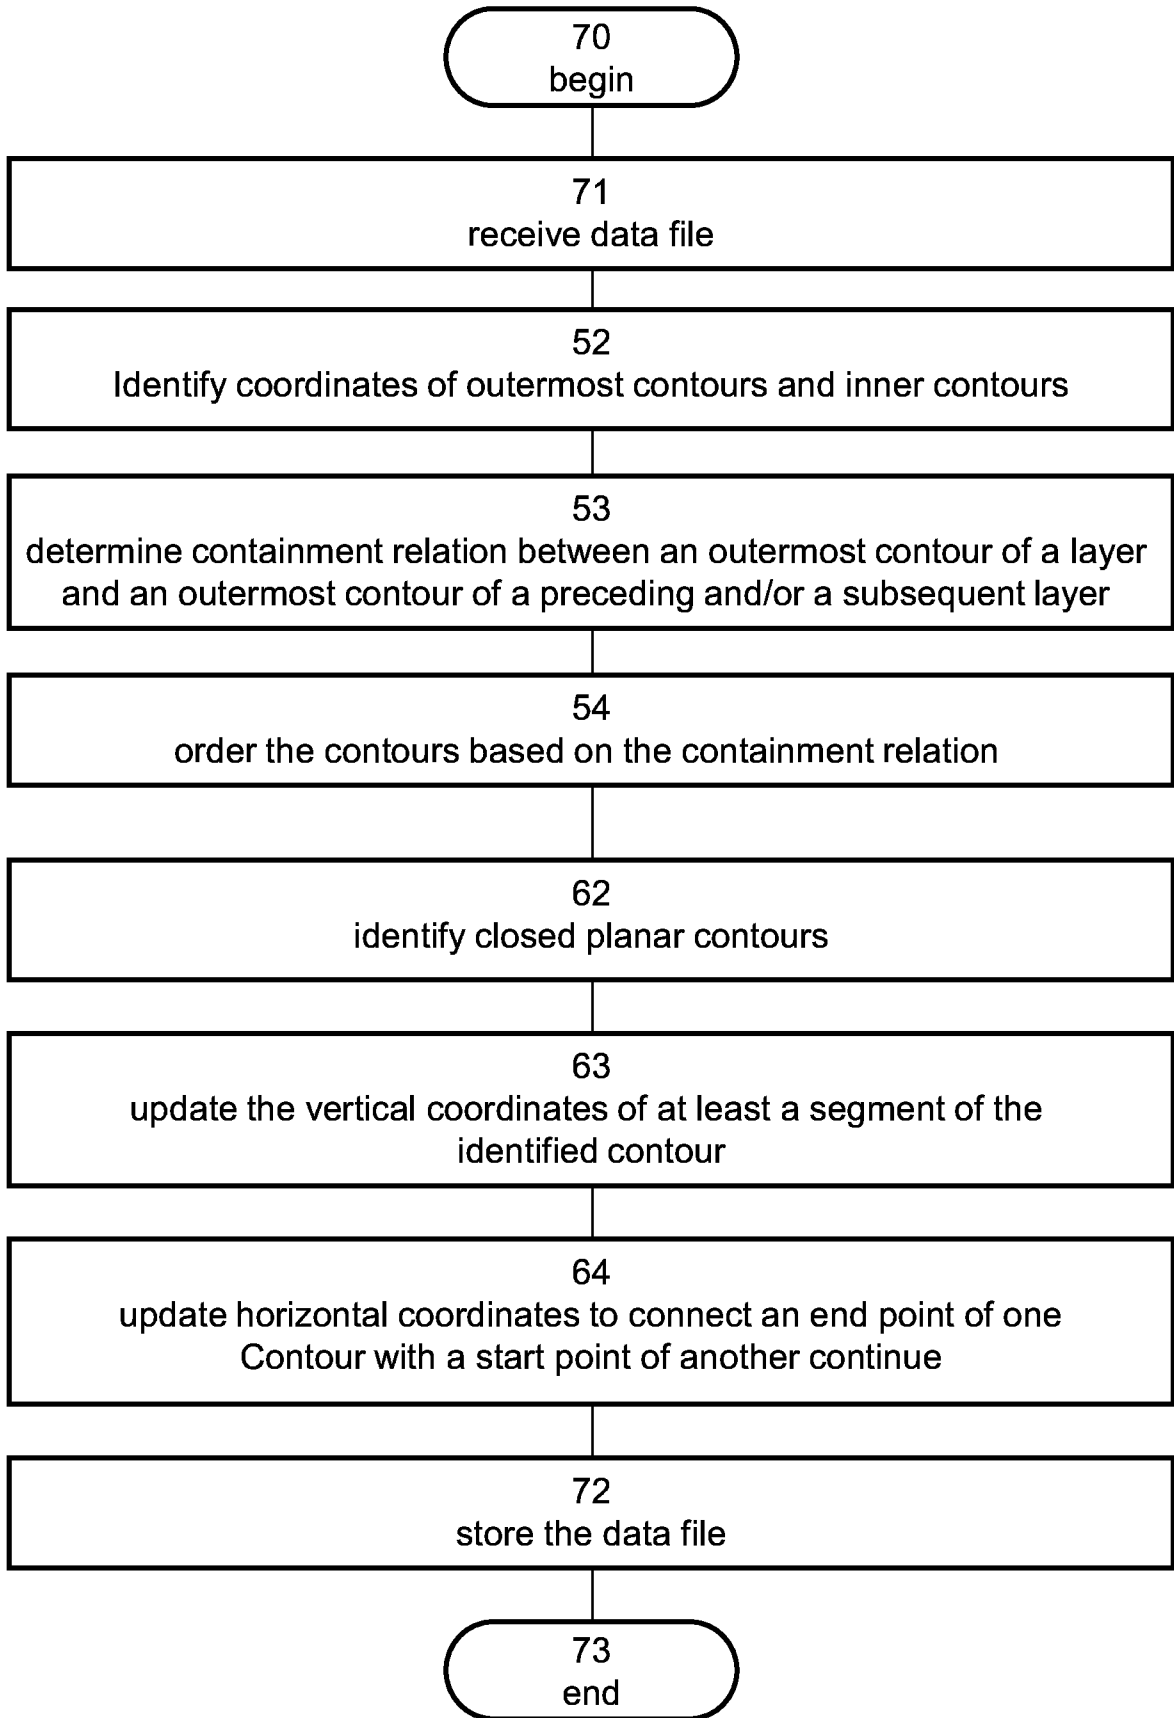 70
begin
71
receive data file
52
Identify coordinates of outermost contours and inner contours
53
determine containment relation between an outermost contour of a layer
and an outermost contour of a preceding and/or a subsequent layer
54
order the contours based on the containment relation
62
identify closed planar contours
63
update the vertical coordinates of at least a segment of the
identified contour
64
update horizontal coordinates to connect an end point of one
Contour with a start point of another continue
72
store the data file
73
end